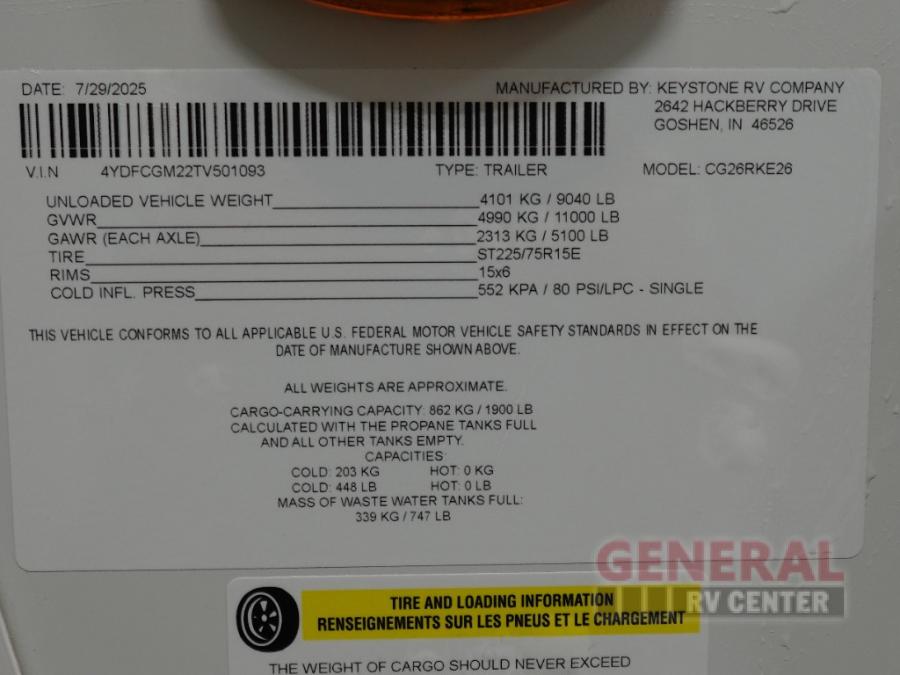 DATE: 7/29/2025
MANUFACTURED BY: KEYSTONE RV COMPANY
2642 HACKBERRY DRIVE
GOSHEN, IN 46526
V.I.N 4YDFCGM22TV501093 TYPE: TRAILER MODEL: CG26RKE26
UNLOADED VEHICLE WEIGHT 4101 KG / 9040 LB
GVWR 4990 KG / 11000 LB
GAWR (EACH AXLE) 2313 KG / 5100 LB
TIRE ST225/75R15E
RIMS 15x6
COLD INFL. PRESS 552 KPA / 80 PSI/LPC - SINGLE
THIS VEHICLE CONFORMS TO ALL APPLICABLE U.S. FEDERAL MOTOR VEHICLE SAFETY STANDARDS IN EFFECT ON THE
DATE OF MANUFACTURE SHOWN ABOVE.
ALL WEIGHTS ARE APPROXIMATE.
CARGO-CARRYING CAPACITY: 862 KG / 1900 LB
CALCULATED WITH THE PROPANE TANKS FULL
AND ALL OTHER TANKS EMPTY.
CAPACITIES:
COLD: 203 KG HOT: 0 KG
COLD: 448 LB HOT: 0 LB
MASS OF WASTE WATER TANKS FULL:
339 KG / 747 LB
GENERAL
RV CENTER
TIRE AND LOADING INFORMATION
RENSEIGNEMENTS SUR LES PNEUS ET LE CHARGEMENT
THE WEIGHT OF CARGO SHOULD NEVER EXCEED